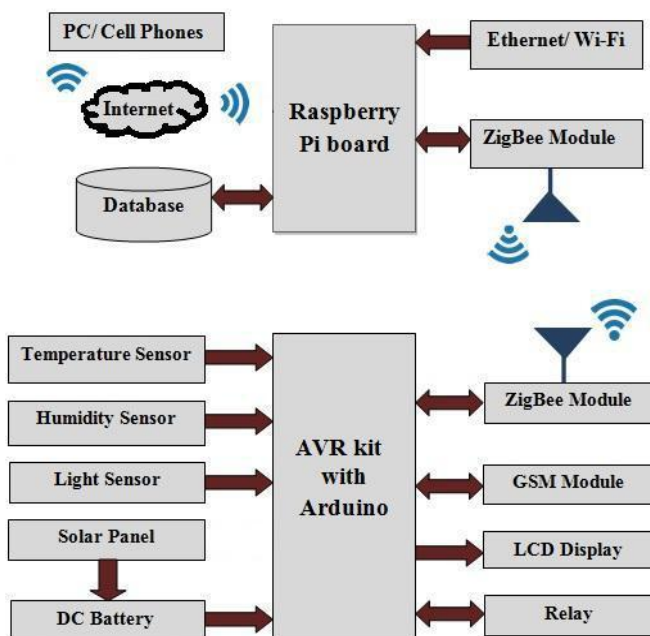 PC/ Cell Phones
Internet
Database
Raspberry
Pi board
Ethernet/ Wi-Fi
ZigBee Module
Temperature Sensor
Humidity Sensor
Light Sensor
Solar Panel
DC Battery
AVR kit
with
Arduino
ZigBee Module
GSM Module
LCD Display
Relay